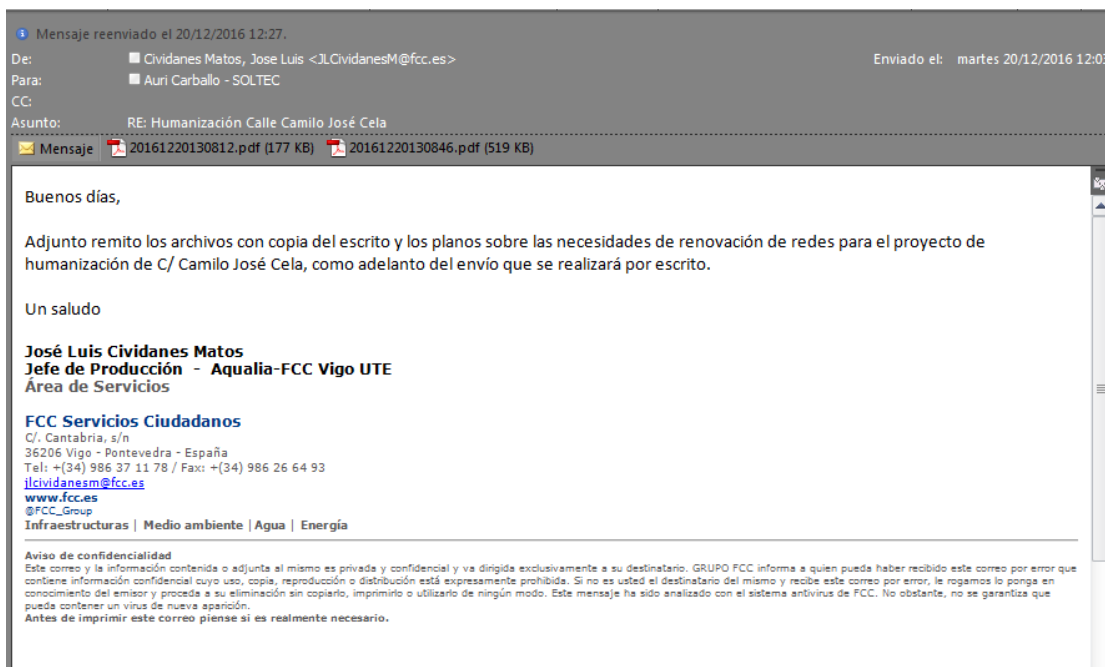 Mensaje reenviado el 20/12/2016 12:27.
De: Cividanes Matos, Jose Luis <JLCividanesM@fcc.es> Enviado el: martes 20/12/2016 12:03
Para: Auri Carballo - SOLTEC
CC:
Asunto: RE: Humanización Calle Camilo José Cela
Mensaje 20161220130812.pdf (177 KB) 20161220130846.pdf (519 KB)
Buenos días,
Adjunto remito los archivos con copia del escrito y los planos sobre las necesidades de renovación de redes para el proyecto de
humanización de C/ Camilo José Cela, como adelanto del envío que se realizará por escrito.
Un saludo
José Luis Cividanes Matos
Jefe de Producción - Aqualia-FCC Vigo UTE
Área de Servicios
FCC Servicios Ciudadanos
C/. Cantabria, s/n
36206 Vigo - Pontevedra - España
Tel: +(34) 986 37 11 78 / Fax: +(34) 986 26 64 93
jlcividanesm@fcc.es
www.fcc.es
@FCC_Group
Infraestructuras | Medio ambiente | Agua | Energía
Aviso de confidencialidad
Este correo y la información contenida o adjunta al mismo es privada y confidencial y va dirigida exclusivamente a su destinatario. GRUPO FCC informa a quien pueda haber recibido este correo por error que
contiene información confidencial cuyo uso, copia, reproducción o distribución está expresamente prohibida. Si no es usted el destinatario del mismo y recibe este correo por error, le rogamos lo ponga en
conocimiento del emisor y proceda a su eliminación sin copiarlo, imprimirlo o utilizarlo de ningún modo. Este mensaje ha sido analizado con el sistema antivirus de FCC. No obstante, no se garantiza que
pueda contener un virus de nueva aparición.
Antes de imprimir este correo piense si es realmente necesario.